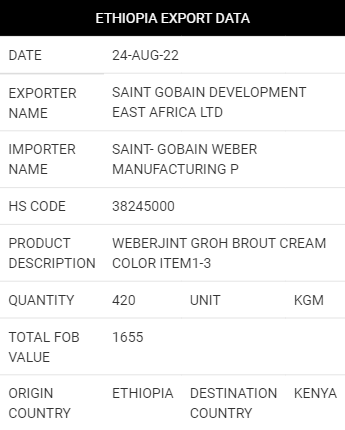 ETHIOPIA EXPORT DATA
DATE 24-AUG-22
EXPORTER NAME SAINT GOBAIN DEVELOPMENT EAST AFRICA LTD
IMPORTER NAME SAINT- GOBAIN WEBER MANUFACTURING P
HS CODE 38245000
PRODUCT DESCRIPTION WEBERJINT GROH BROUT CREAM COLOR ITEM1-3
QUANTITY 420 UNIT KGM
TOTAL FOB VALUE 1655
ORIGIN COUNTRY ETHIOPIA DESTINATION COUNTRY KENYA